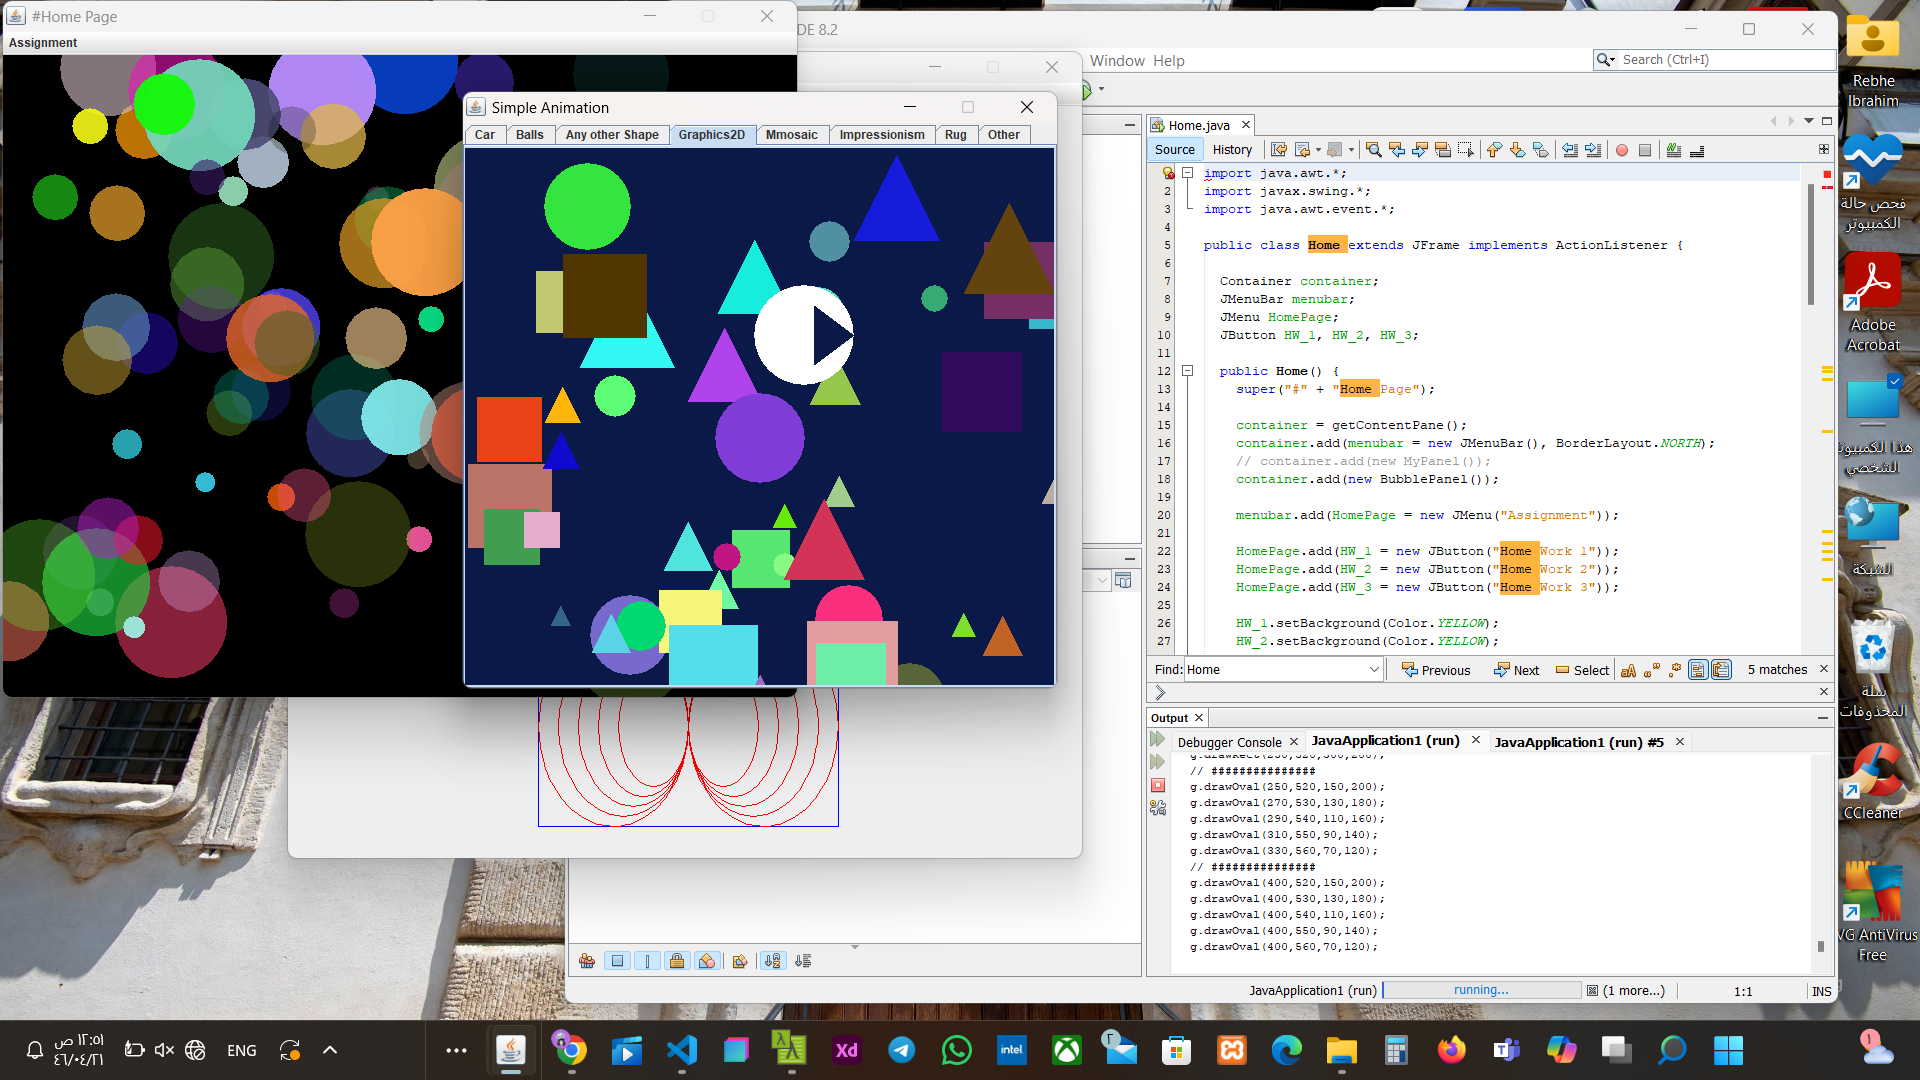 #Home Page
Assignment
DE 8.2
Window Help
Search (Ctrl+I)
Simple Animation
Car Balls Any other Shape Graphics2D Mmosaic Impressionism Rug Other
Home.java
Source History
import java.awt.*;
2 import javax.swing.*;
3 import java.awt.event.*;
4
5 public class Home extends JFrame implements ActionListener {
6
7 Container container;
8 JMenuBar menubar;
9 JMenu HomePage;
10 JButton HW_1, HW_2, HW_3;
11
12 public Home() {
13 super("#" + "Home Page");
14
15 container = getContentPane();
16 container.add(menubar = new JMenuBar(), BorderLayout.NORTH);
17 // container.add(new MyPanel());
18 container.add(new BubblePanel());
19
20 menubar.add(HomePage = new JMenu("Assignment"));
21
22 HomePage.add(HW_1 = new JButton("Home Work 1"));
23 HomePage.add(HW_2 = new JButton("Home Work 2"));
24 HomePage.add(HW_3 = new JButton("Home Work 3"));
25
26 HW_1.setBackground(Color.YELLOW);
27 HW_2.setBackground(Color.YELLOW);
Find: Home Previous Next Select 5 matches
Output
Debugger Console JavaApplication1 (run) JavaApplication1 (run) #5
// ###############
g.drawOval(250,520,150,200);
g.drawOval(270,530,130,180);
g.drawOval(290,540,110,160);
g.drawOval(310,550,90,140);
g.drawOval(330,560,70,120);
// ###############
g.drawOval(400,520,150,200);
g.drawOval(400,530,130,180);
g.drawOval(400,540,110,160);
g.drawOval(400,550,90,140);
g.drawOval(400,560,70,120);
JavaApplication1 (run) running... (1 more...) 1:1 INS
Rebhe
Ibrahim
فحص حالة
الكمبيوتر
Adobe
Acrobat
هذا الكمبيوتر
الشخصي
الشبكة
سلة
المحذوفات
CCleaner
VG AntiVirus
Free
١٢:٥١ ص
٤٦/٠٤/٢١
ENG
Xd
intel
٢
1